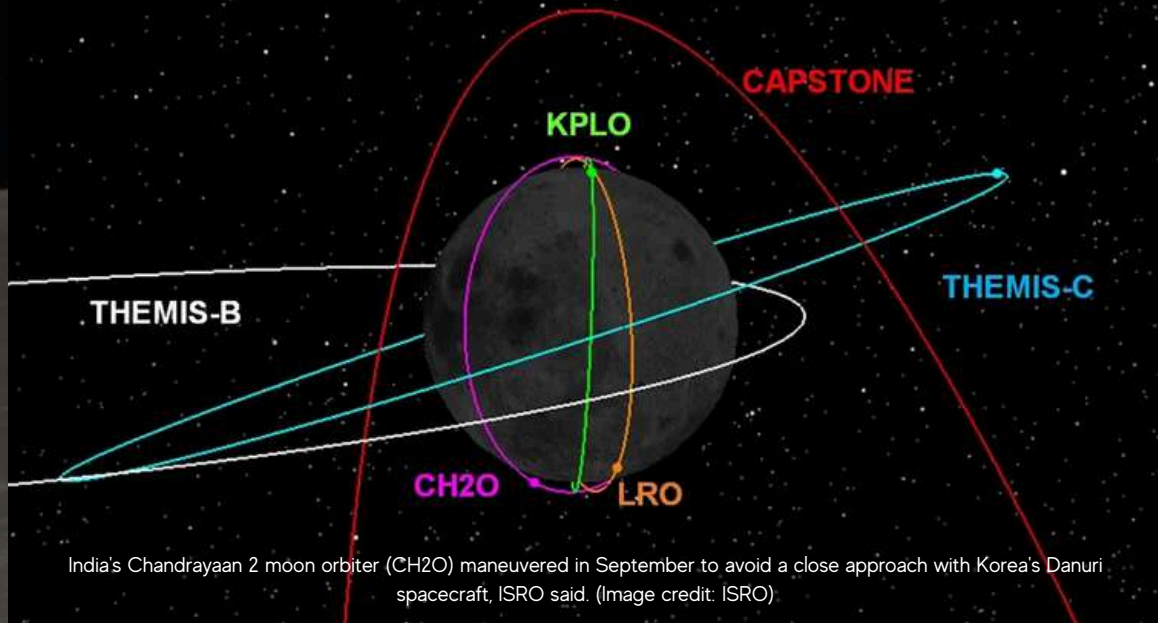 CAPSTONE
KPLO
THEMIS-C
THEMIS-B
CH2O
LRO
India's Chandrayaan 2 moon orbiter (CH2O) maneuvered in September to avoid a close approach with Korea's Danuri
spacecraft, ISRO said. (Image credit: ISRO)